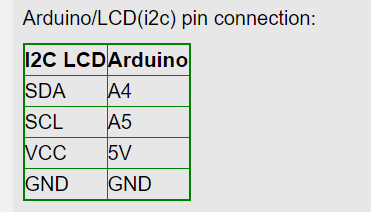 Arduino/LCD(i2c) pin connection:
I2C LCD Arduino
SDA A4
SCL A5
VCC 5V
GND GND